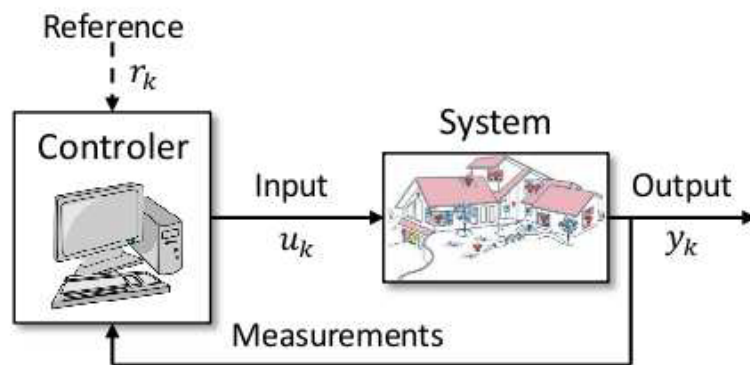 Reference
r_k
Controler
System
Input
u_k
Output
y_k
Measurements